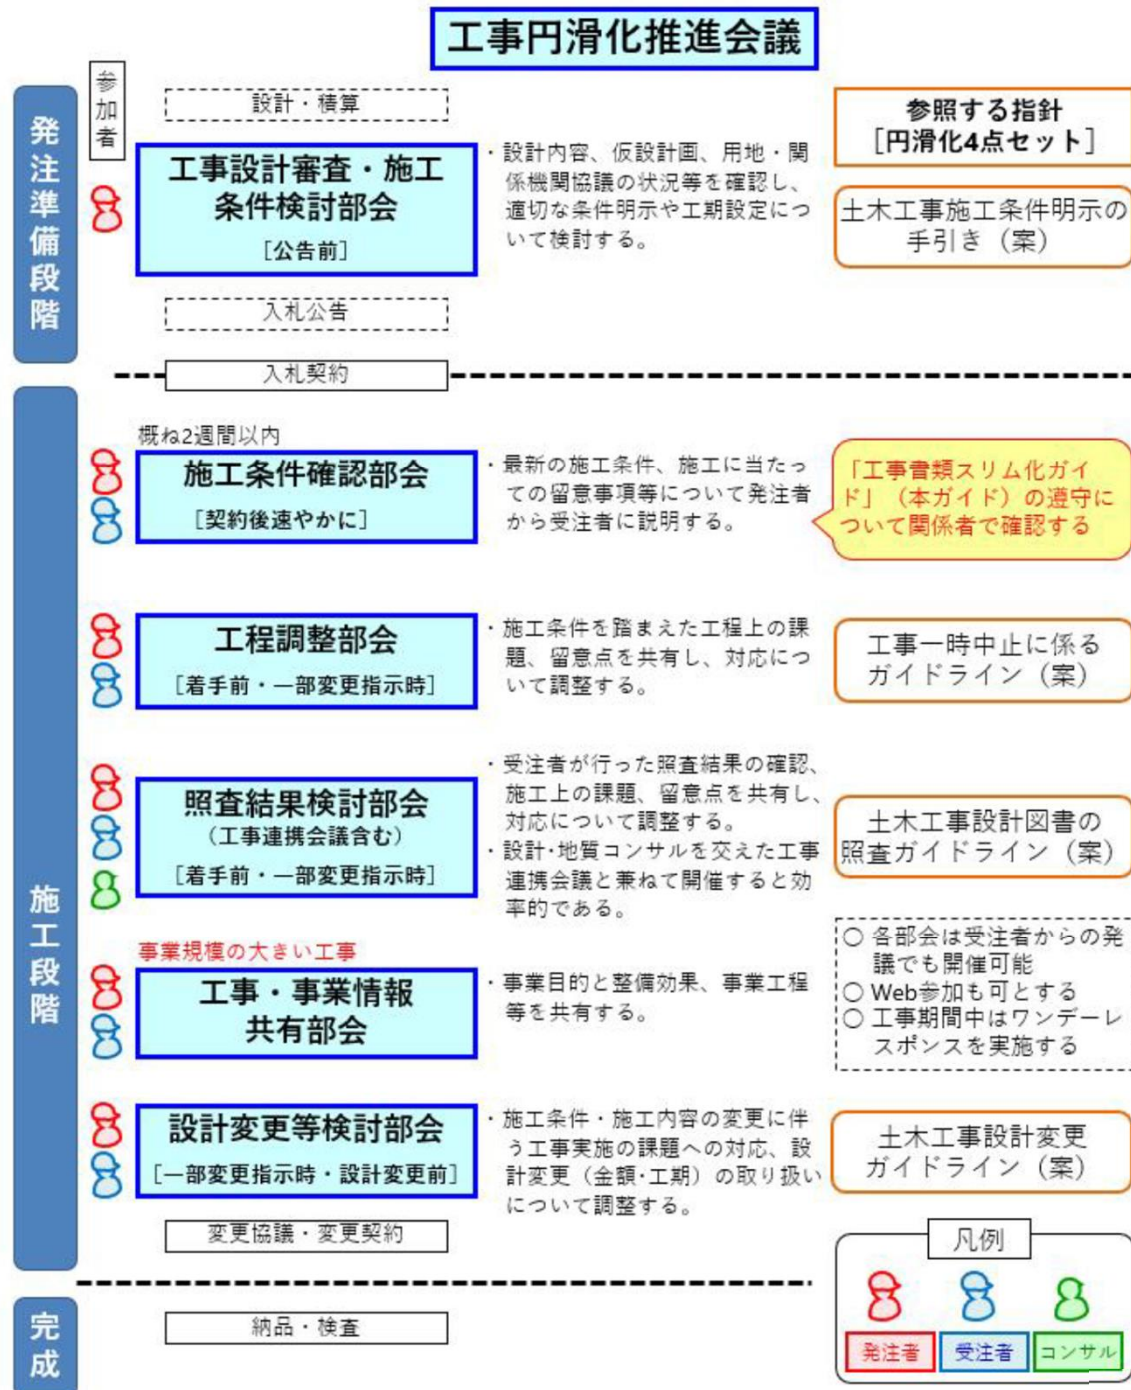 工事円滑化推進会議
発注準備段階
参加者
設計・積算
工事設計審査・施工
条件検討部会
[公告前]
・設計内容、仮設計画、用地・関
係機関協議の状況等を確認し、
適切な条件明示や工期設定につ
いて検討する。
参照する指針
[円滑化4点セット]
土木工事施工条件明示の
手引き（案）
入札公告
入札契約
施工段階
概ね2週間以内
施工条件確認部会
[契約後速やかに]
・最新の施工条件、施工に当たっ
ての留意事項等について発注者
から受注者に説明する。
「工事書類スリム化ガイ
ド」（本ガイド）の遵守に
ついて関係者で確認する
工程調整部会
[着手前・一部変更指示時]
・施工条件を踏まえた工程上の課
題、留意点を共有し、対応につ
いて調整する。
工事一時中止に係る
ガイドライン（案）
照査結果検討部会
（工事連携会議含む）
[着手前・一部変更指示時]
・受注者が行った照査結果の確認、
施工上の課題、留意点を共有し、
対応について調整する。
・設計･地質コンサルを交えた工事
連携会議と兼ねて開催すると効
率的である。
土木工事設計図書の
照査ガイドライン（案）
事業規模の大きい工事
工事・事業情報
共有部会
・事業目的と整備効果、事業工程
等を共有する。
○ 各部会は受注者からの発
議でも開催可能
○ Web参加も可とする
○ 工事期間中はワンデーレ
スポンスを実施する
設計変更等検討部会
[一部変更指示時・設計変更前]
・施工条件・施工内容の変更に伴
う工事実施の課題への対応、設
計変更（金額･工期）の取り扱い
について調整する。
土木工事設計変更
ガイドライン（案）
変更協議・変更契約
凡例
発注者
受注者
コンサル
完成
納品・検査